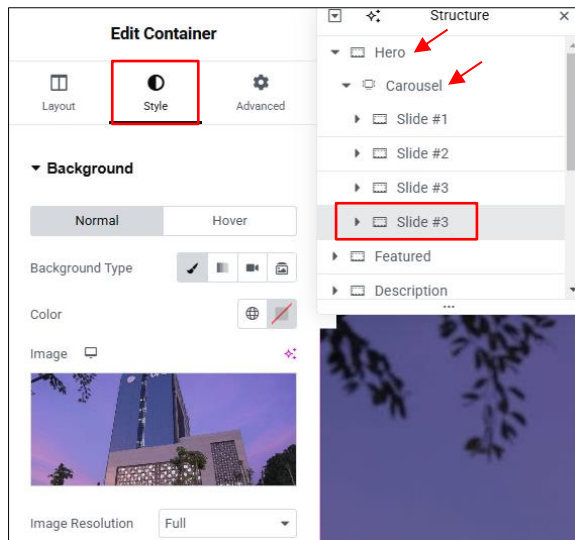 Edit Container
Layout
Style
Advanced
Background
Normal
Hover
Background Type
Color
Image
Image Resolution
Full
Structure
Hero
Carousel
Slide #1
Slide #2
Slide #3
Slide #3
Featured
Description